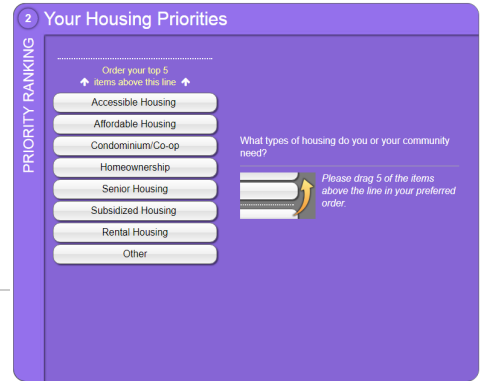 2 Your Housing Priorities
PRIORITY RANKING
Order your top 5
items above this line
Accessible Housing
Affordable Housing
Condominium/Co-op
Homeownership
Senior Housing
Subsidized Housing
Rental Housing
Other
What types of housing do you or your community
need?
Please drag 5 of the items
above the line in your preferred
order.